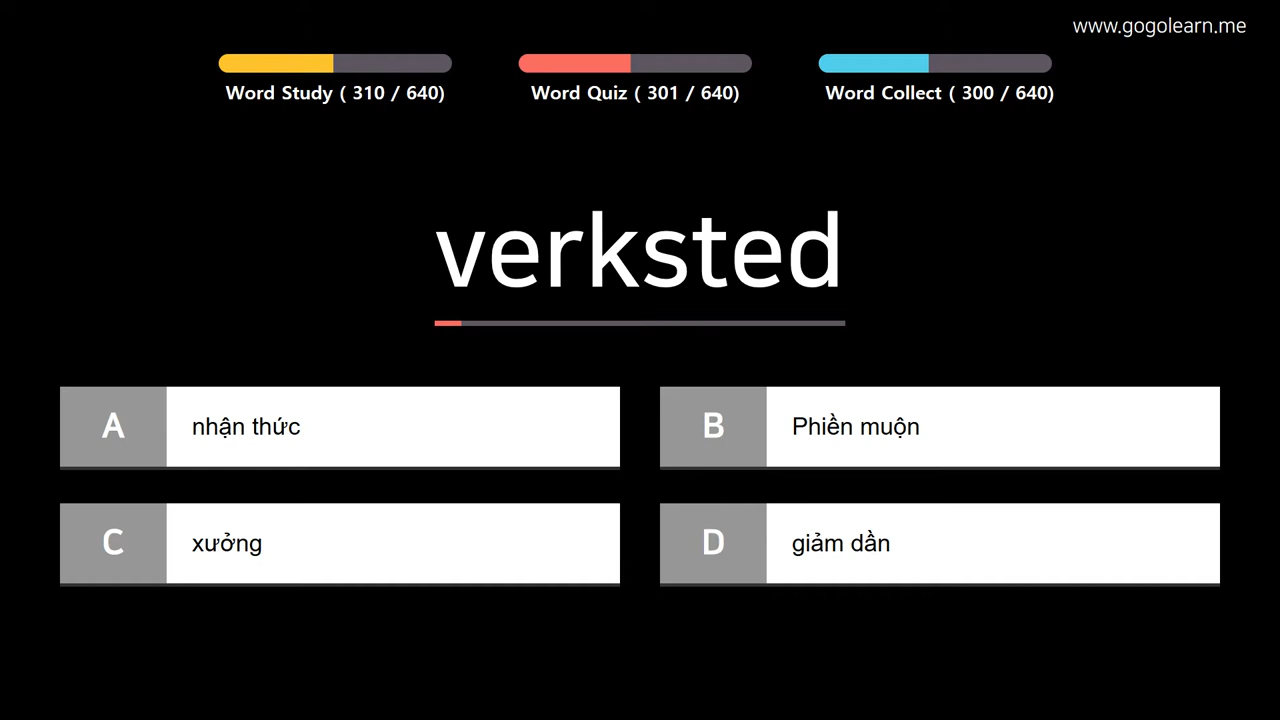 www.gogolearn.me
Word Study ( 310 / 640)
Word Quiz ( 301 / 640)
Word Collect ( 300 / 640)
verksted
A nhận thức
B Phiền muộn
C xưởng
D giảm dần